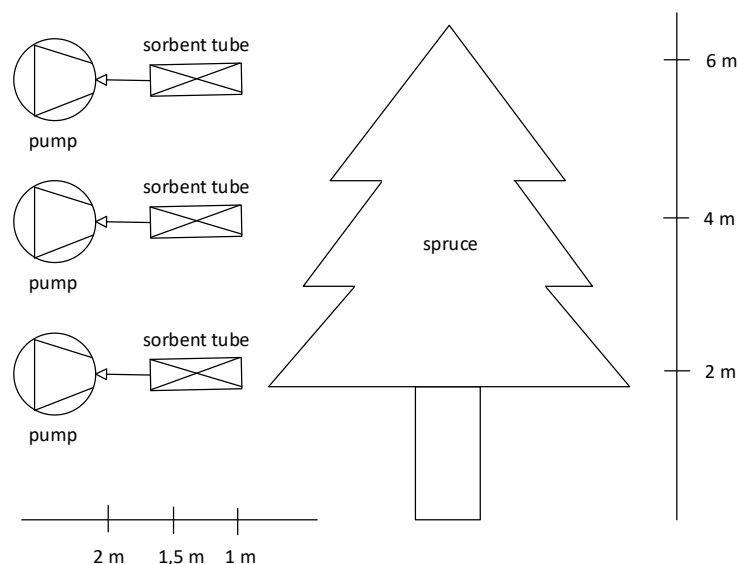 sorbent tube
6 m
pump
sorbent tube
4 m
spruce
pump
sorbent tube
2 m
pump
2 m 1,5 m 1 m